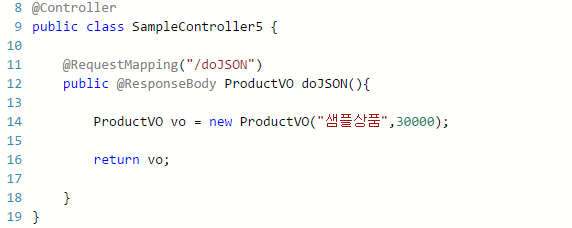 8 @Controller
9 public class SampleController5 {
10
11     @RequestMapping("/doJSON")
12     public @ResponseBody ProductVO doJSON(){
13
14         ProductVO vo = new ProductVO("샘플상품",30000);
15
16         return vo;
17
18     }
19 }